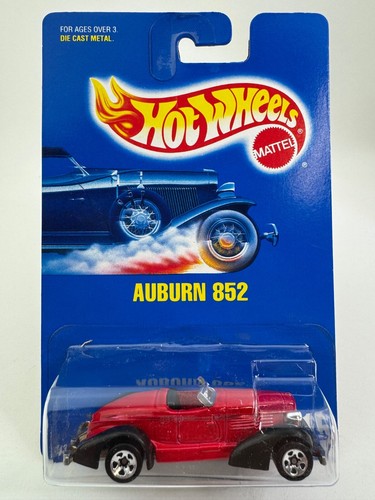 FOR AGES OVER 3.
DIE CAST METAL.
HOT WHEELS
®
MATTEL
®
AUBURN 852